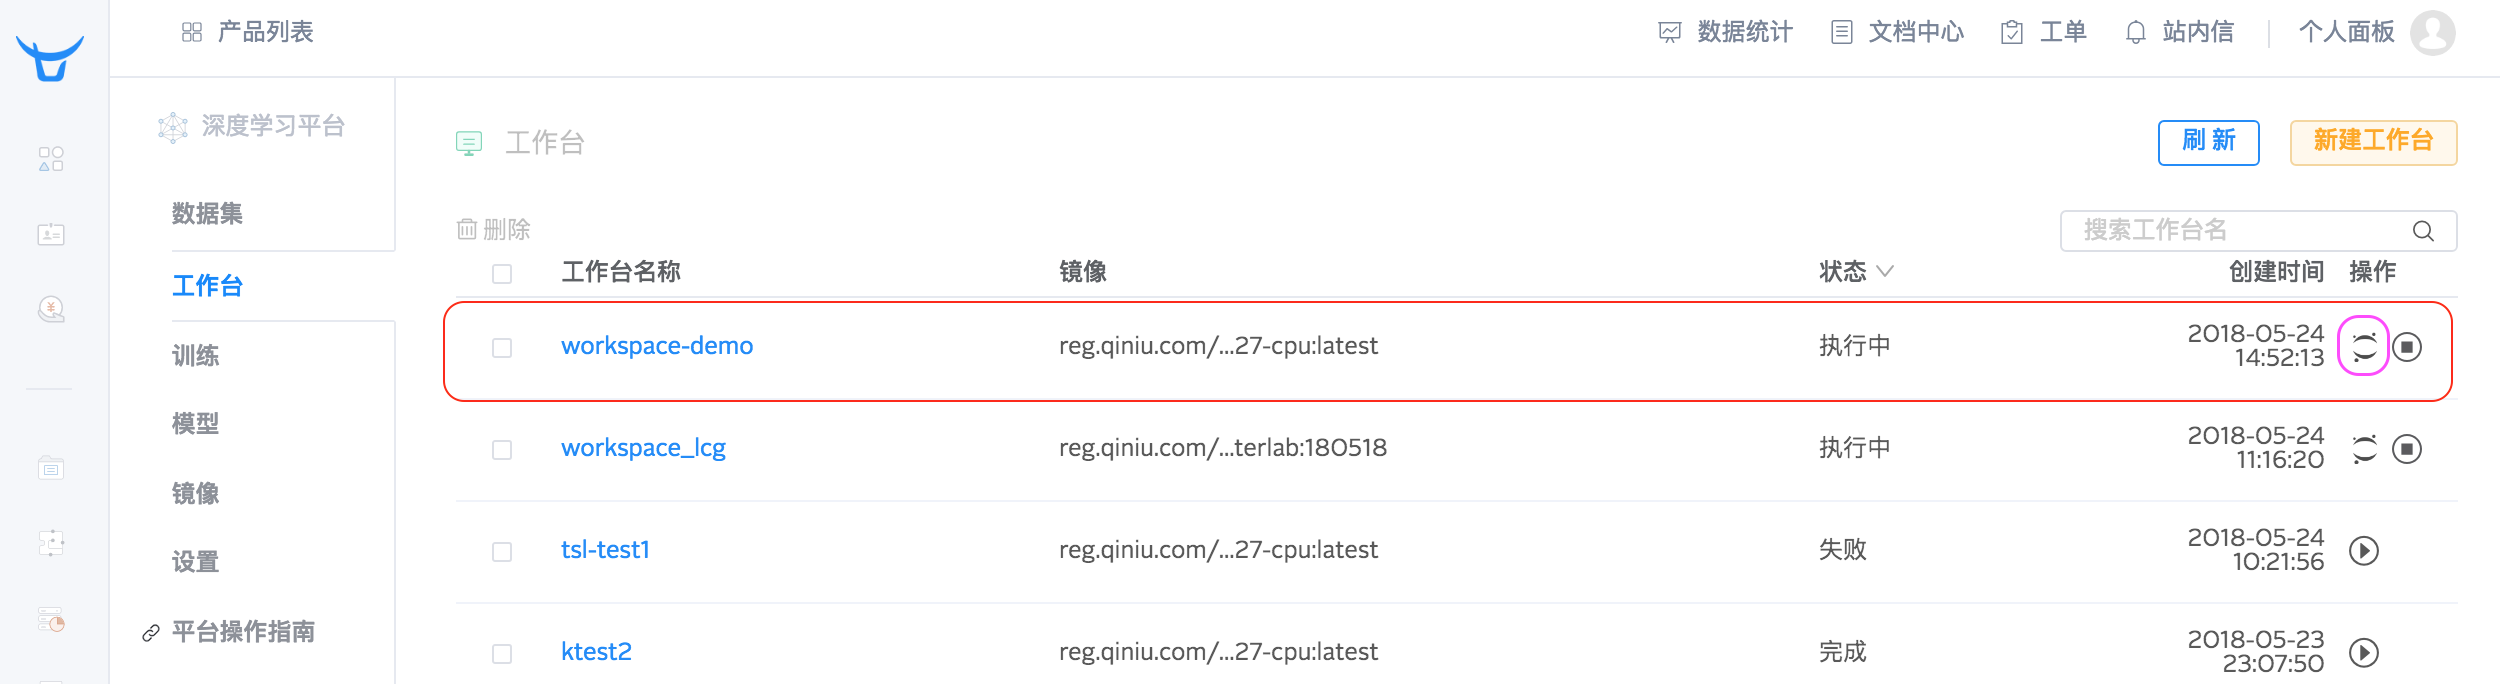 产品列表
数据统计
文档中心
工单
站内信
个人面板
深度学习平台
数据集
工作台
训练
模型
镜像
设置
平台操作指南
工作台
刷 新
新建工作台
删除
搜索工作台名
工作台名称 镜像 状态 创建时间 操作
workspace-demo reg.qiniu.com/...27-cpu:latest 执行中 2018-05-24
14:52:13
workspace_lcg reg.qiniu.com/...terlab:180518 执行中 2018-05-24
11:16:20
tsl-test1 reg.qiniu.com/...27-cpu:latest 失败 2018-05-24
10:21:56
ktest2 reg.qiniu.com/...27-cpu:latest 完成 2018-05-23
23:07:50